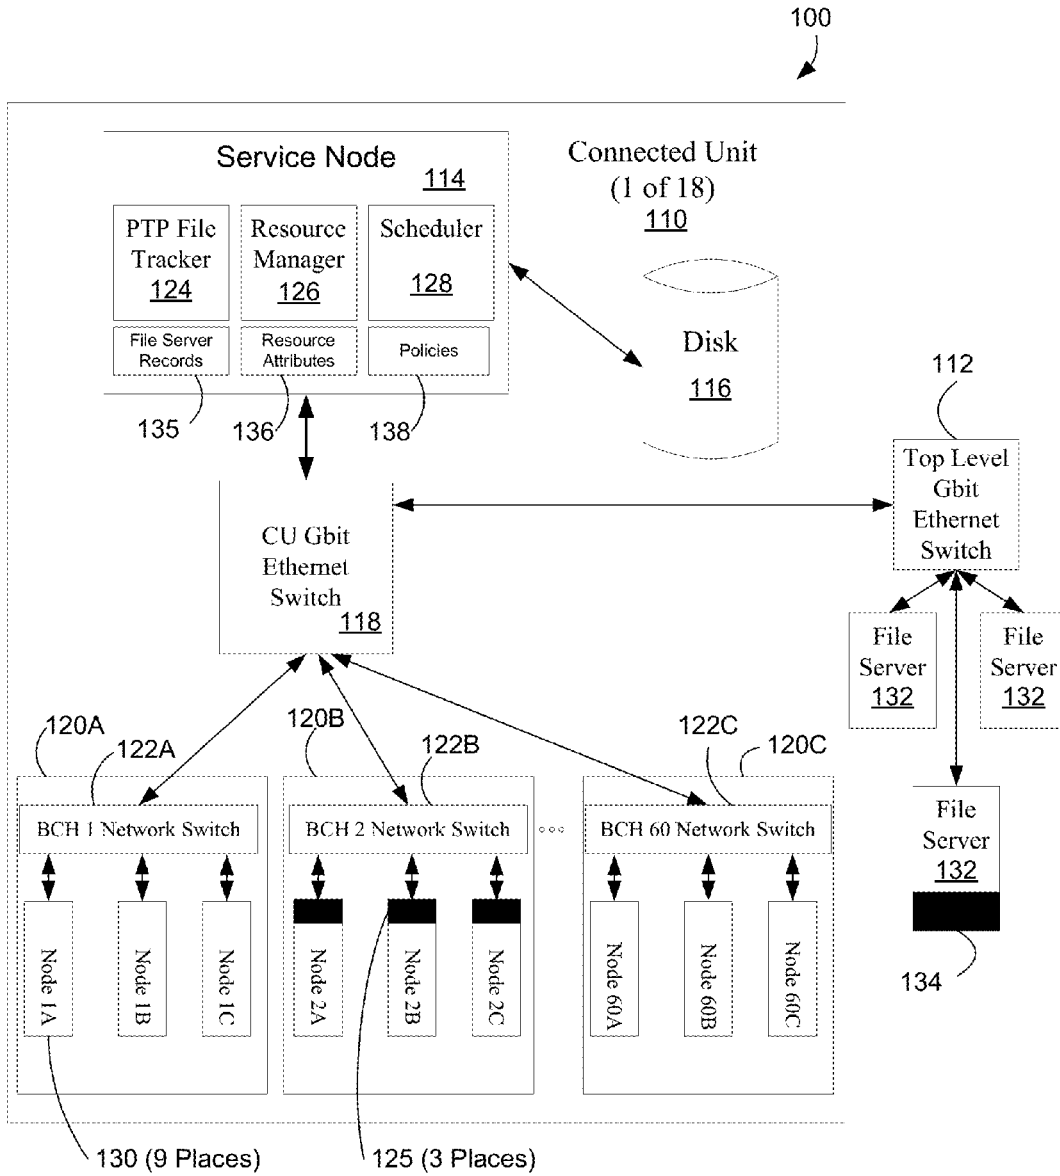 100
Service Node
114
Connected Unit
(1 of 18)
110
PTP File
Tracker
124
Resource
Manager
126
Scheduler
128
File Server
Records
Resource
Attributes
Policies
135
136
138
Disk
116
112
Top Level
Gbit
Ethernet
Switch
CU Gbit
Ethernet
Switch
118
File
Server
132
File
Server
132
120A
122A
120B
122B
122C
120C
BCH 1 Network Switch
BCH 2 Network Switch
BCH 60 Network Switch
File
Server
132
134
Node 1A
Node 1B
Node 1C
Node 2A
Node 2B
Node 2C
Node 60A
Node 60B
Node 60C
130 (9 Places)
125 (3 Places)